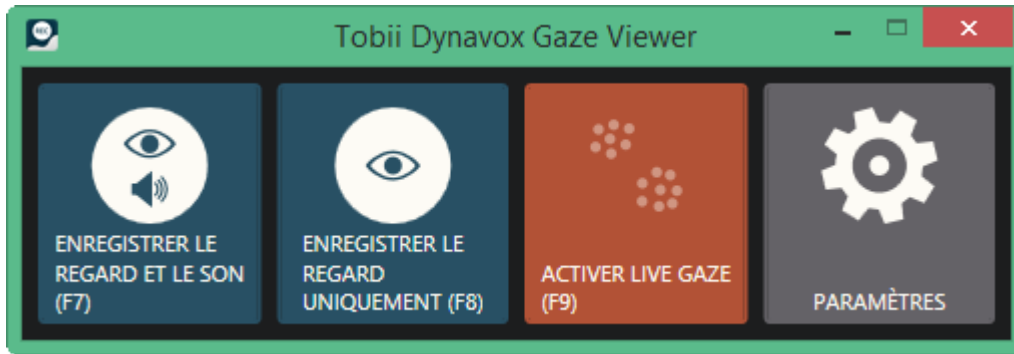 Tobii Dynavox Gaze Viewer
ENREGISTRER LE
REGARD ET LE SON
(F7)
ENREGISTRER LE
REGARD
UNIQUEMENT (F8)
ACTIVER LIVE GAZE
(F9)
PARAMÈTRES